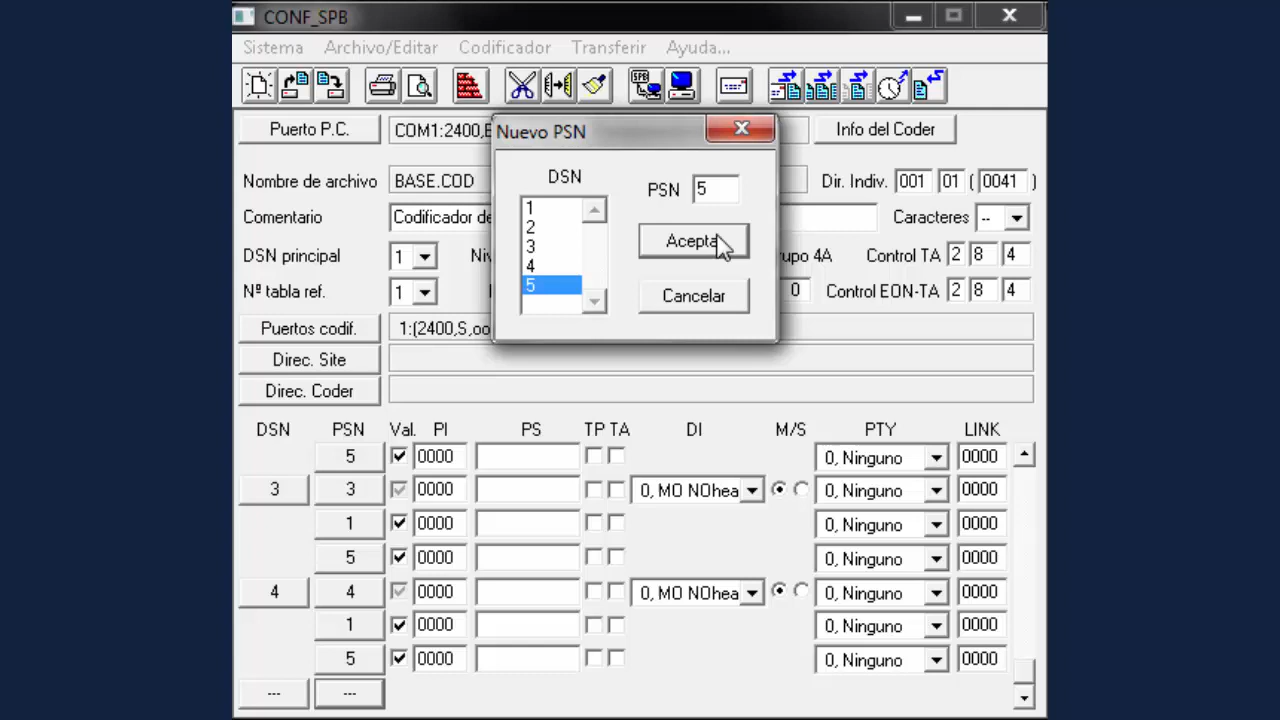 CONF_SPB
Sistema Archivo/Editar Codificador Transferir Ayuda...
SPB
Puerto P.C. COM1:2400,E Info del Coder
Nuevo PSN
DSN PSN 5
1
2
3
4
5
Aceptar
Cancelar
Nombre de archivo BASE.COD Dir. Indiv. 001 01 ( 0041 )
Comentario Codificador de Caracteres --
DSN principal 1 Niv grupo 4A Control TA 2 8 4
Nº tabla ref. 1 0 Control EON-TA 2 8 4
Puertos codif. 1:(2400,S,oo
Direc. Site
Direc. Coder
DSN PSN Val. PI PS TP TA DI M/S PTY LINK
5 0000 0, Ninguno 0000
3 3 0000 0, MO NOhea 0, Ninguno 0000
1 0000 0, Ninguno 0000
5 0000 0, Ninguno 0000
4 4 0000 0, MO NOhea 0, Ninguno 0000
1 0000 0, Ninguno 0000
5 0000 0, Ninguno 0000
--- ---